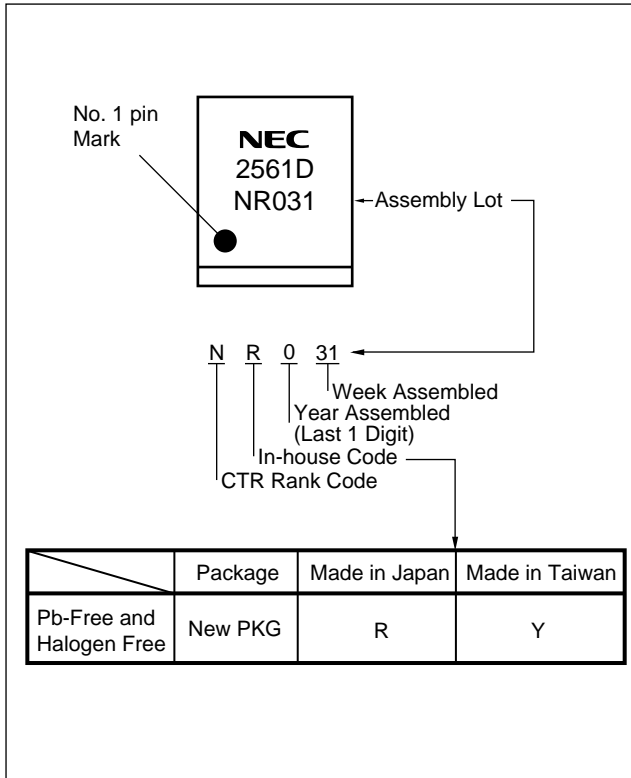 No. 1 pin
Mark
NEC
2561D
NR031
Assembly Lot
N R 0 31
Week Assembled
Year Assembled
(Last 1 Digit)
In-house Code
CTR Rank Code
Package Made in Japan Made in Taiwan
Pb-Free and
Halogen Free New PKG R Y